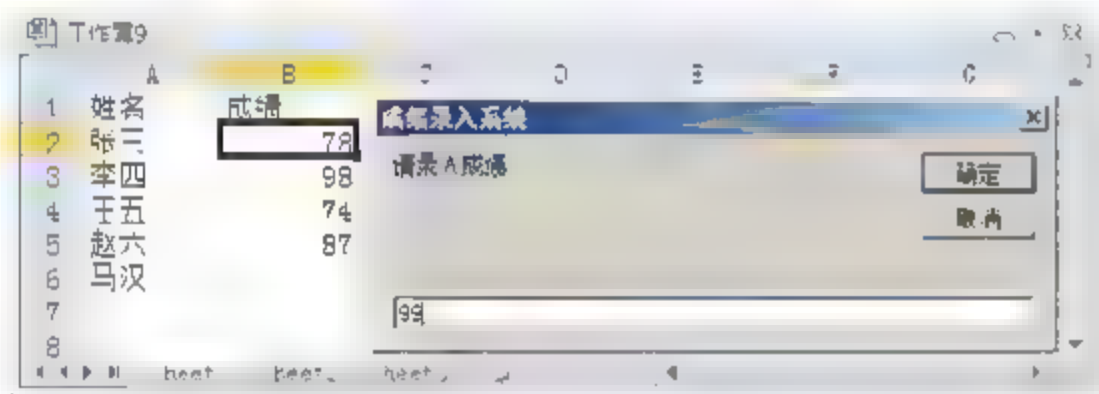 工作簿9
A B C D E F G
1 姓名 成绩
2 张三 78
3 李四 98
4 王五 74
5 赵六 87
6 马汉
7
8
成绩录入系统
请录入成绩
确定
取消
99